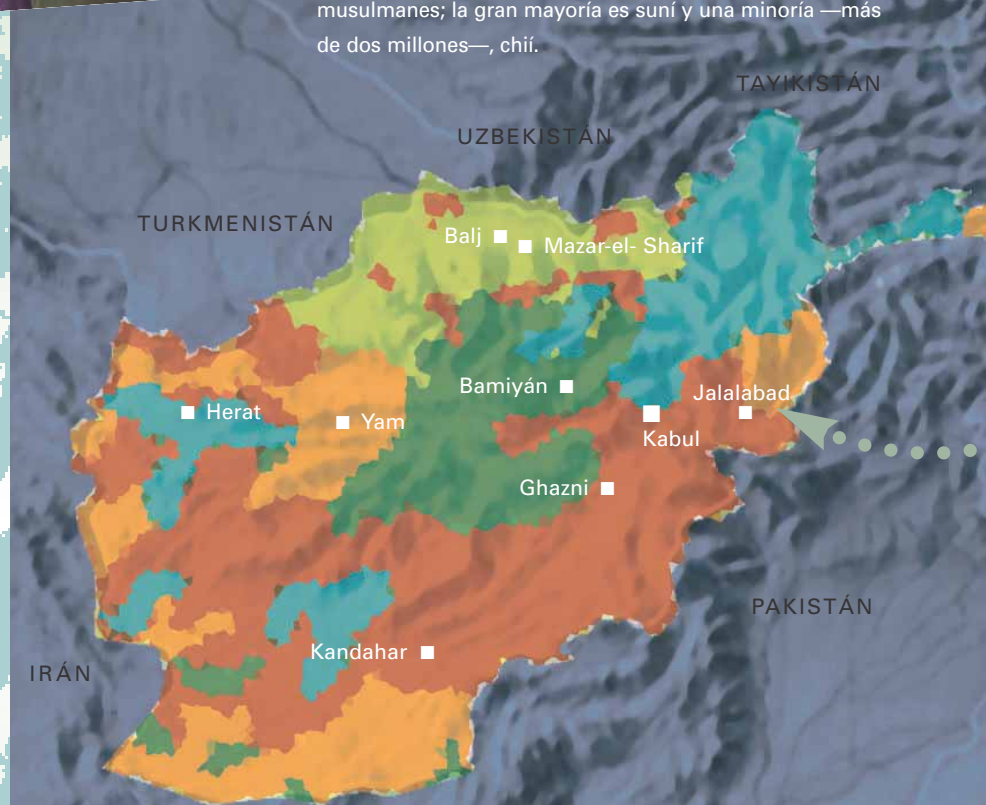 musulmanes; la gran mayoría es suní y una minoría —más
de dos millones—, chií.
TAYIKISTÁN
UZBEKISTÁN
TURKMENISTÁN
Balj
Mazar-el- Sharif
Bamiyán
Jalalabad
Herat
Yam
Kabul
Ghazni
PAKISTÁN
Kandahar
IRÁN